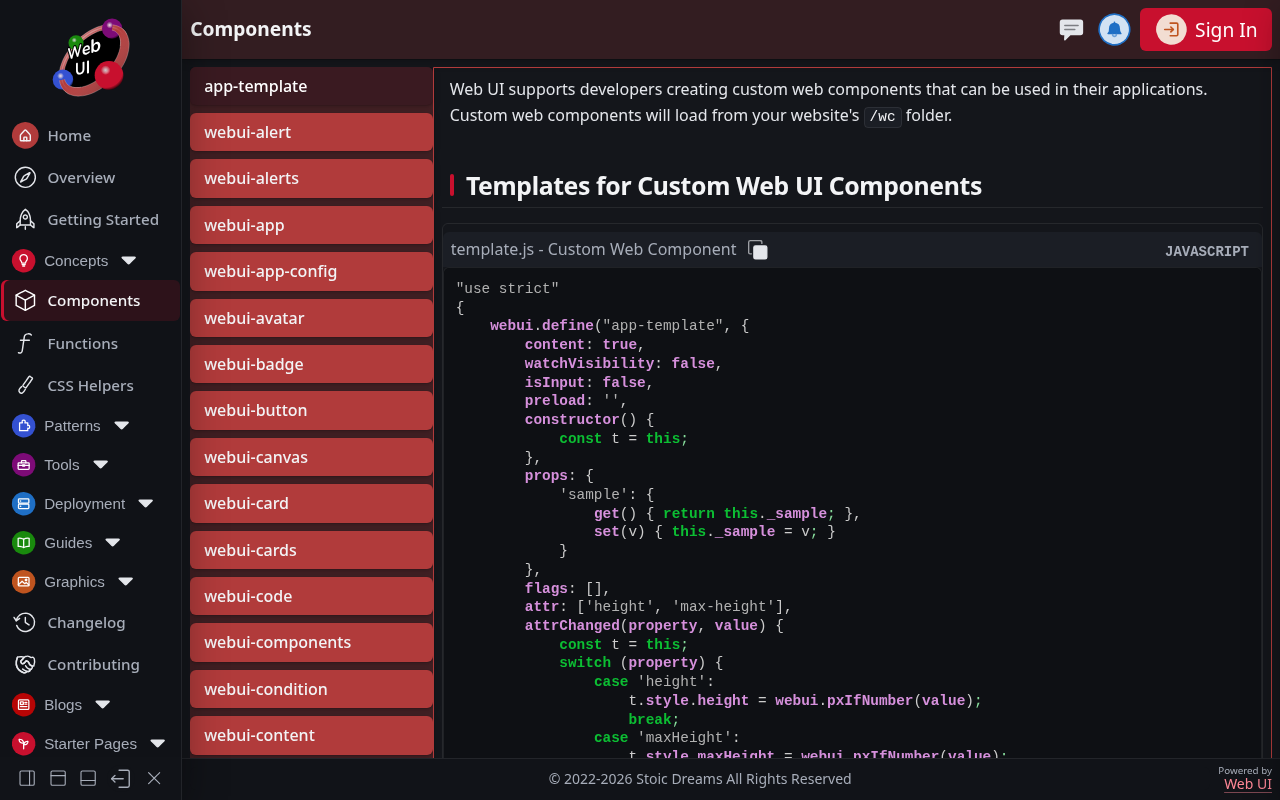 Web
UI
Home
Overview
Getting Started
Concepts
Components
Functions
CSS Helpers
Patterns
Tools
Deployment
Guides
Graphics
Changelog
Contributing
Blogs
Starter Pages
Components
Sign In
app-template
webui-alert
webui-alerts
webui-app
webui-app-config
webui-avatar
webui-badge
webui-button
webui-canvas
webui-card
webui-cards
webui-code
webui-components
webui-condition
webui-content
Web UI supports developers creating custom web components that can be used in their applications.
Custom web components will load from your website's /wc folder.
Templates for Custom Web UI Components
template.js - Custom Web Component
JAVASCRIPT
"use strict"
{
    webui.define("app-template", {
        content: true,
        watchVisibility: false,
        isInput: false,
        preload: '',
        constructor() {
            const t = this;
        },
        props: {
            'sample': {
                get() { return this._sample; },
                set(v) { this._sample = v; }
            }
        },
        flags: [],
        attr: ['height', 'max-height'],
        attrChanged(property, value) {
            const t = this;
            switch (property) {
                case 'height':
                    t.style.height = webui.pxIfNumber(value);
                    break;
                case 'maxHeight':
                    t.style.maxHeight = webui.pxIfNumber(value);
© 2022-2026 Stoic Dreams All Rights Reserved
Powered by
Web UI